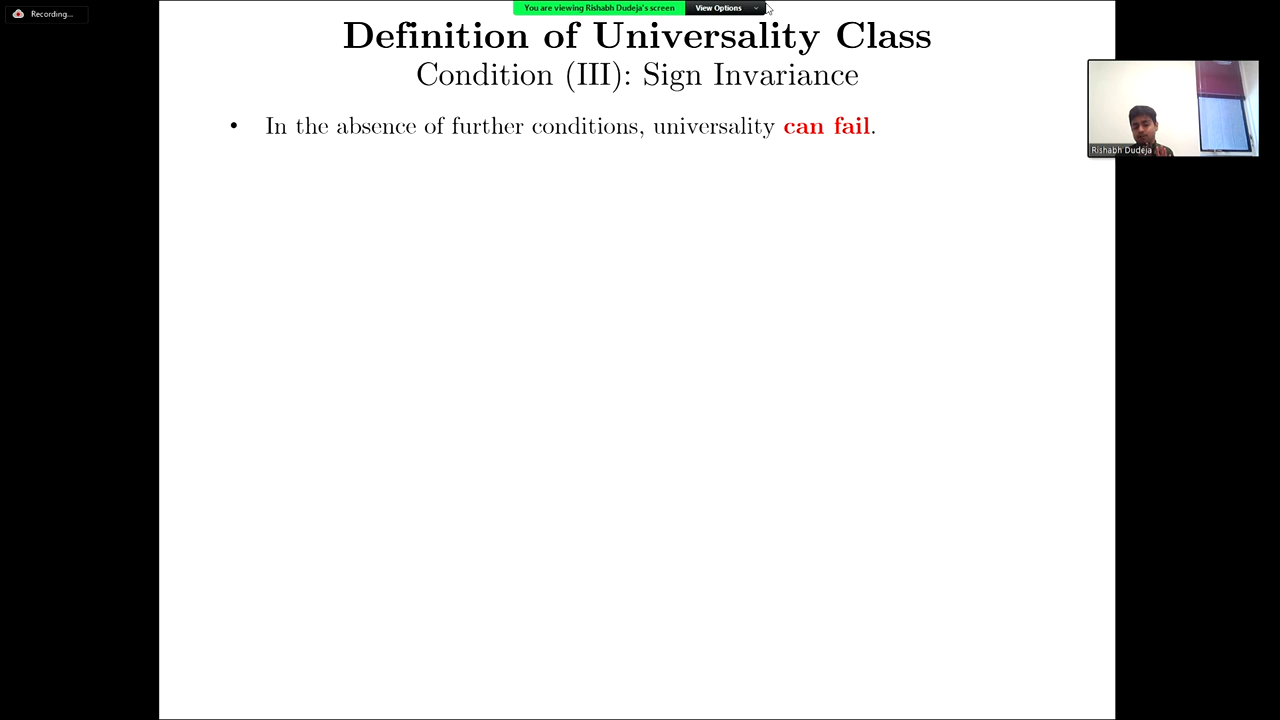 Recording...
You are viewing Rishabh Dudeja's screen
View Options
Definition of Universality Class
Condition (III): Sign Invariance
• In the absence of further conditions, universality can fail.
Rishabh Dudeja